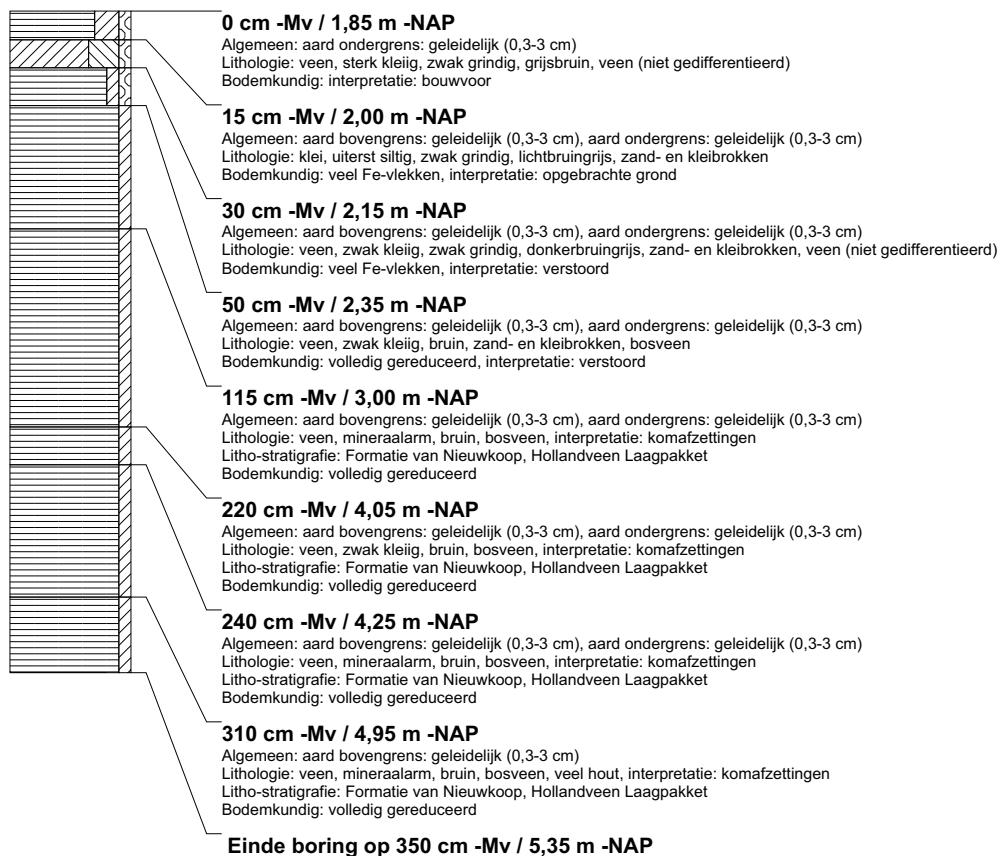 0 cm -Mv / 1,85 m -NAP
Algemeen: aard ondergrens: geleidelijk (0,3-3 cm)
Lithologie: veen, sterk kleiig, zwak grindig, grijsbruin, veen (niet gedifferentieerd)
Bodemkundig: interpretatie: bouwvoor
15 cm -Mv / 2,00 m -NAP
Algemeen: aard bovengrens: geleidelijk (0,3-3 cm), aard ondergrens: geleidelijk (0,3-3 cm)
Lithologie: klei, uiterst siltig, zwak grindig, lichtbruingrijs, zand- en kleibrokken
Bodemkundig: veel Fe-vlekken, interpretatie: opgebrachte grond
30 cm -Mv / 2,15 m -NAP
Algemeen: aard bovengrens: geleidelijk (0,3-3 cm), aard ondergrens: geleidelijk (0,3-3 cm)
Lithologie: veen, zwak kleiig, zwak grindig, donkerbruingrijs, zand- en kleibrokken, veen (niet gedifferentieerd)
Bodemkundig: veel Fe-vlekken, interpretatie: verstoord
50 cm -Mv / 2,35 m -NAP
Algemeen: aard bovengrens: geleidelijk (0,3-3 cm), aard ondergrens: geleidelijk (0,3-3 cm)
Lithologie: veen, zwak kleiig, bruin, zand- en kleibrokken, bosveen
Bodemkundig: volledig gereduceerd, interpretatie: verstoord
115 cm -Mv / 3,00 m -NAP
Algemeen: aard bovengrens: geleidelijk (0,3-3 cm), aard ondergrens: geleidelijk (0,3-3 cm)
Lithologie: veen, mineraalarm, bruin, bosveen, interpretatie: komafzettingen
Litho-stratigrafie: Formatie van Nieuwkoop, Hollandveen Laagpakket
Bodemkundig: volledig gereduceerd
220 cm -Mv / 4,05 m -NAP
Algemeen: aard bovengrens: geleidelijk (0,3-3 cm), aard ondergrens: geleidelijk (0,3-3 cm)
Lithologie: veen, zwak kleiig, bruin, bosveen, interpretatie: komafzettingen
Litho-stratigrafie: Formatie van Nieuwkoop, Hollandveen Laagpakket
Bodemkundig: volledig gereduceerd
240 cm -Mv / 4,25 m -NAP
Algemeen: aard bovengrens: geleidelijk (0,3-3 cm), aard ondergrens: geleidelijk (0,3-3 cm)
Lithologie: veen, mineraalarm, bruin, bosveen, interpretatie: komafzettingen
Litho-stratigrafie: Formatie van Nieuwkoop, Hollandveen Laagpakket
Bodemkundig: volledig gereduceerd
310 cm -Mv / 4,95 m -NAP
Algemeen: aard bovengrens: geleidelijk (0,3-3 cm)
Lithologie: veen, mineraalarm, bruin, bosveen, veel hout, interpretatie: komafzettingen
Litho-stratigrafie: Formatie van Nieuwkoop, Hollandveen Laagpakket
Bodemkundig: volledig gereduceerd
Einde boring op 350 cm -Mv / 5,35 m -NAP